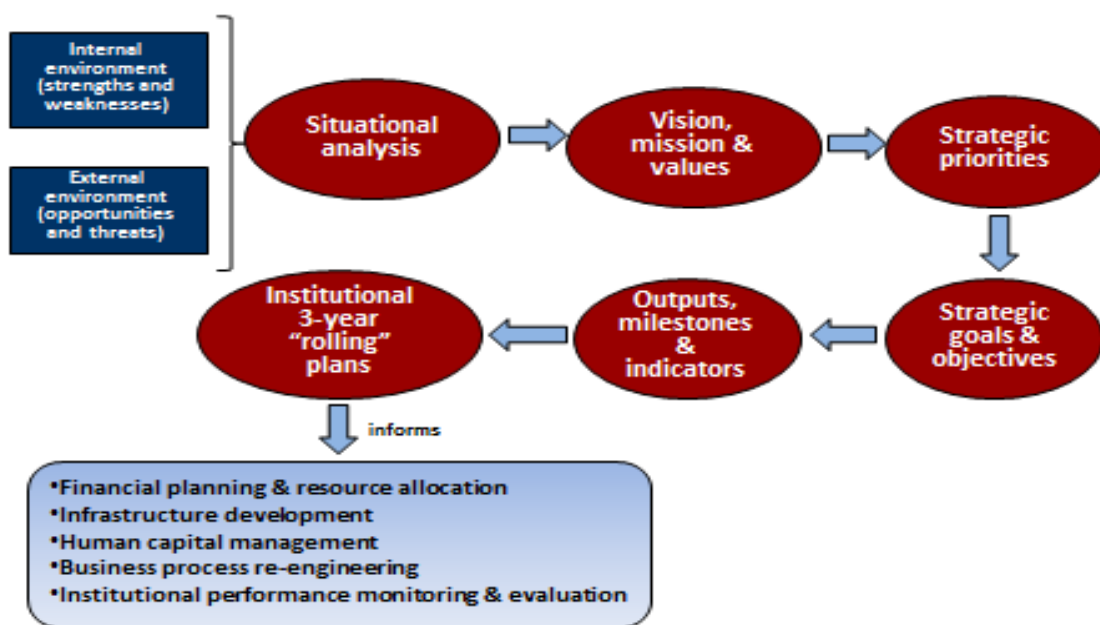 Internal
environment
(strengths and
weaknesses)
External
environment
(opportunities
and threats)
Situational
analysis
Vision,
mission &
values
Strategic
priorities
Strategic
goals &
objectives
Outputs,
milestones
&
indicators
Institutional
3-year
“rolling”
plans
informs
•Financial planning & resource allocation
•Infrastructure development
•Human capital management
•Business process re-engineering
•Institutional performance monitoring & evaluation